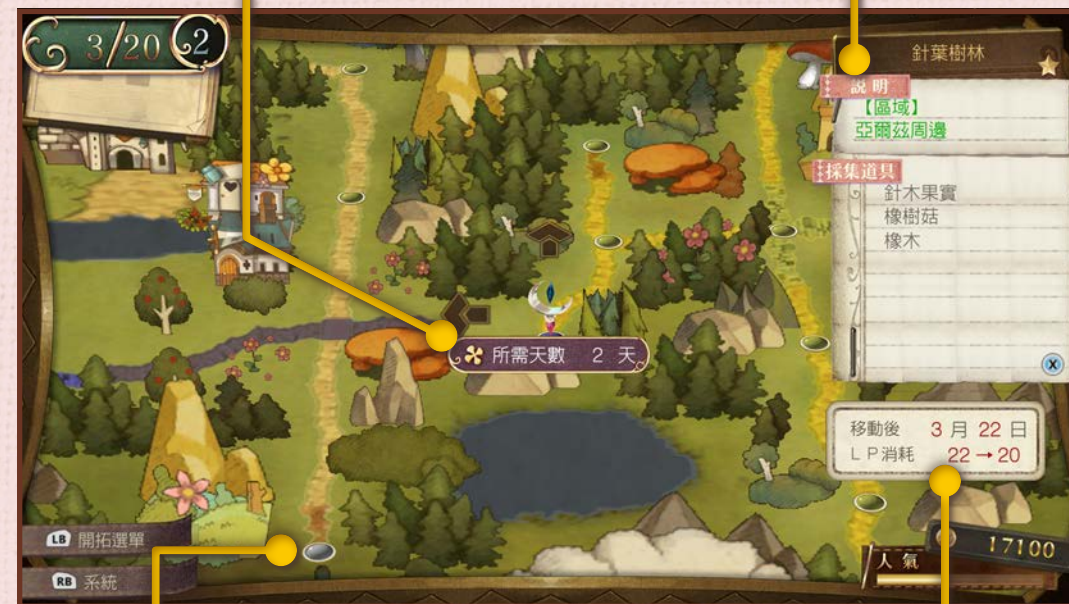 3/20 2
針葉樹林
説明
【區域】
亞爾茲周邊
採集道具
針木果實
橡樹菇
橡木
X
所需天數 2 天
移動後 3 月 22 日
LP消耗 22→20
LB 開拓選單
RB 系統
17100
人氣